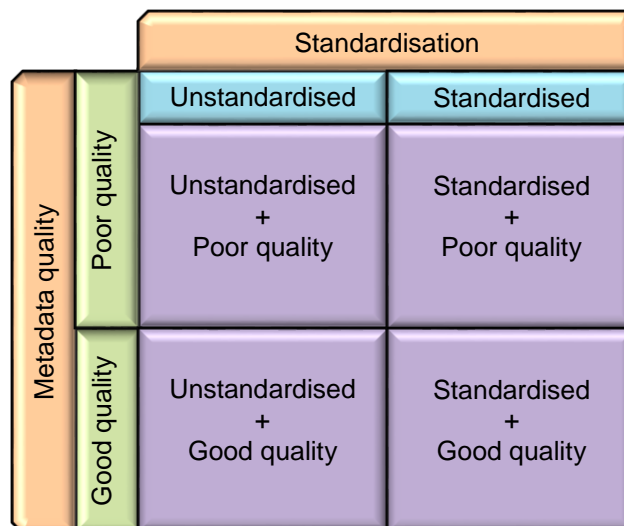 Standardisation
Unstandardised
Standardised
Metadata quality
Poor quality
Unstandardised
+
Poor quality
Standardised
+
Poor quality
Good quality
Unstandardised
+
Good quality
Standardised
+
Good quality